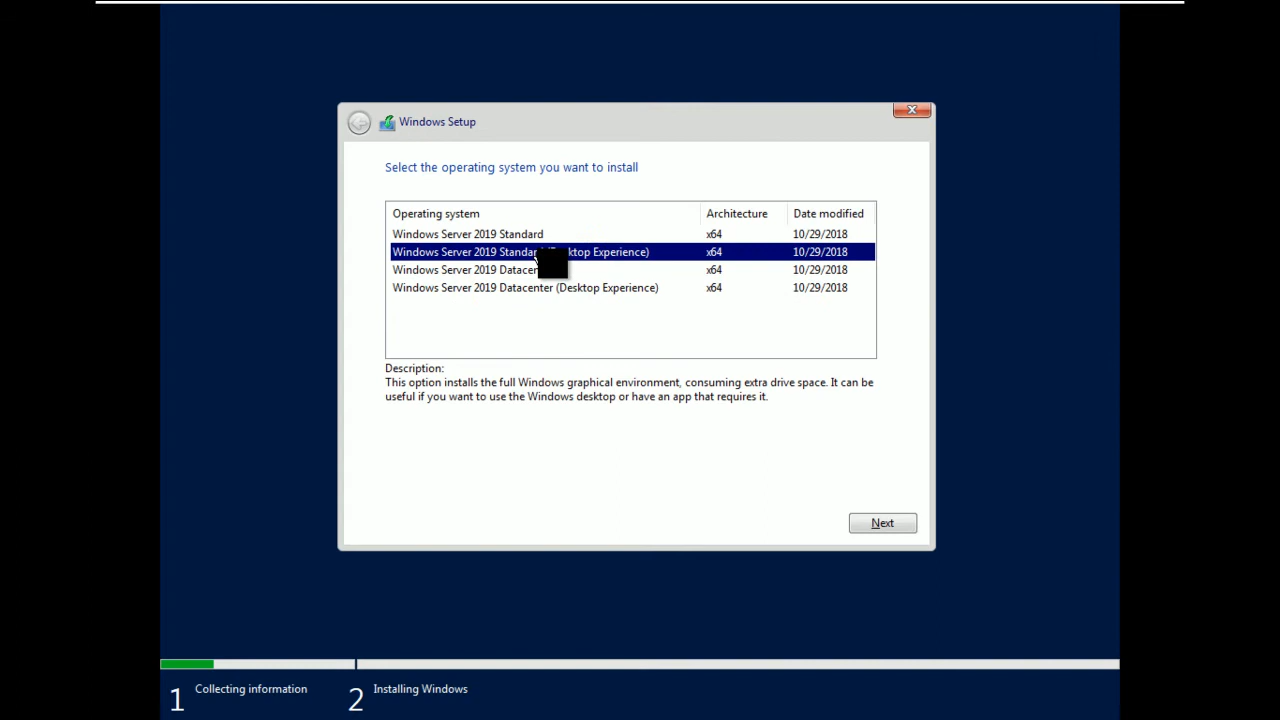 Windows Setup
Select the operating system you want to install
Operating system Architecture Date modified
Windows Server 2019 Standard x64 10/29/2018
Windows Server 2019 Standard (Desktop Experience) x64 10/29/2018
Windows Server 2019 x64 10/29/2018
Windows Server 2019 Datacenter (Desktop Experience) x64 10/29/2018
Description:
This option installs the full Windows graphical environment, consuming extra drive space. It can be
useful if you want to use the Windows desktop or have an app that requires it.
Next
1 Collecting information 2 Installing Windows